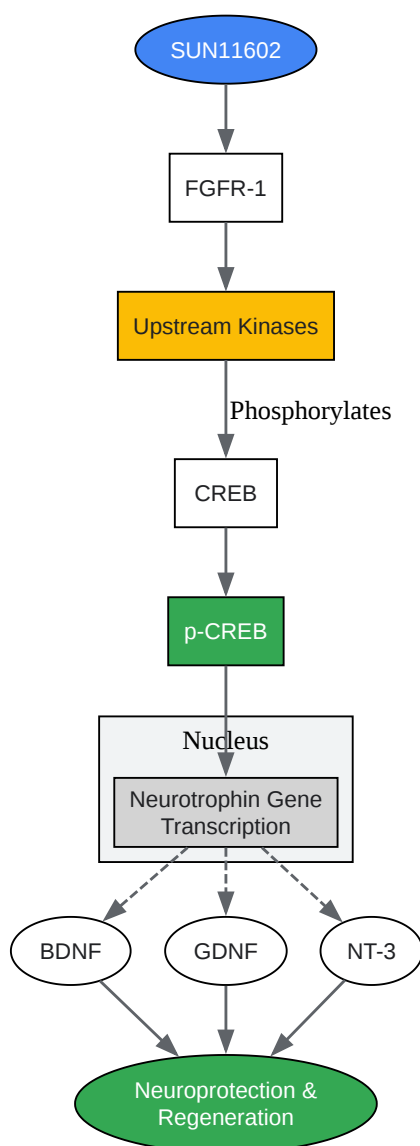 SUN11602
FGFR-1
Upstream Kinases
Phosphorylates
CREB
p-CREB
Nucleus
Neurotrophin Gene
Transcription
BDNF
GDNF
NT-3
Neuroprotection &
Regeneration